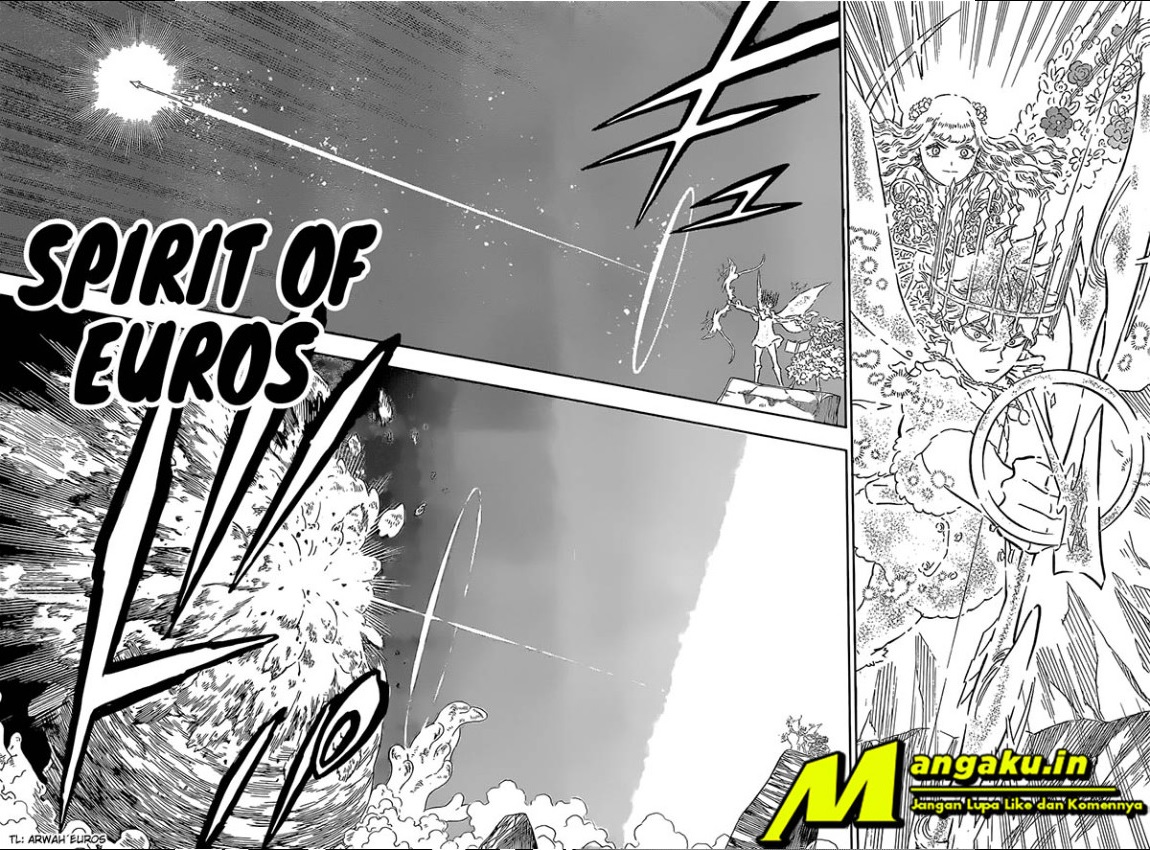 SPIRIT OF
EUROS
TL: ARWAH EUROS
Mangaku.in
Jangan Lupa Like dan Komennya